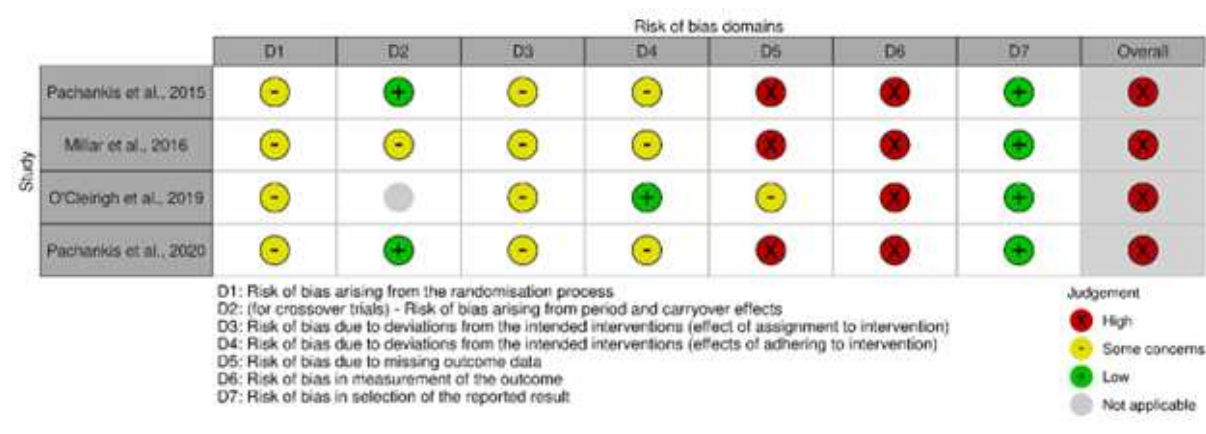 Risk of bias domains
D1 D2 D3 D4 D5 D6 D7 Overall
Study
Pachankis et al., 2015 - + - - X X + X
Millar et al., 2016 - - - - X X + X
O'Cleirigh et al., 2019 - - + - X + X
Pachankis et al., 2020 - + - - X X + X
D1: Risk of bias arising from the randomisation process
D2: (for crossover trials) - Risk of bias arising from period and carryover effects
D3: Risk of bias due to deviations from the intended interventions (effect of assignment to intervention)
D4: Risk of bias due to deviations from the intended interventions (effects of adhering to intervention)
D5: Risk of bias due to missing outcome data
D6: Risk of bias in measurement of the outcome
D7: Risk of bias in selection of the reported result
Judgement
X High
- Some concerns
+ Low
Not applicable